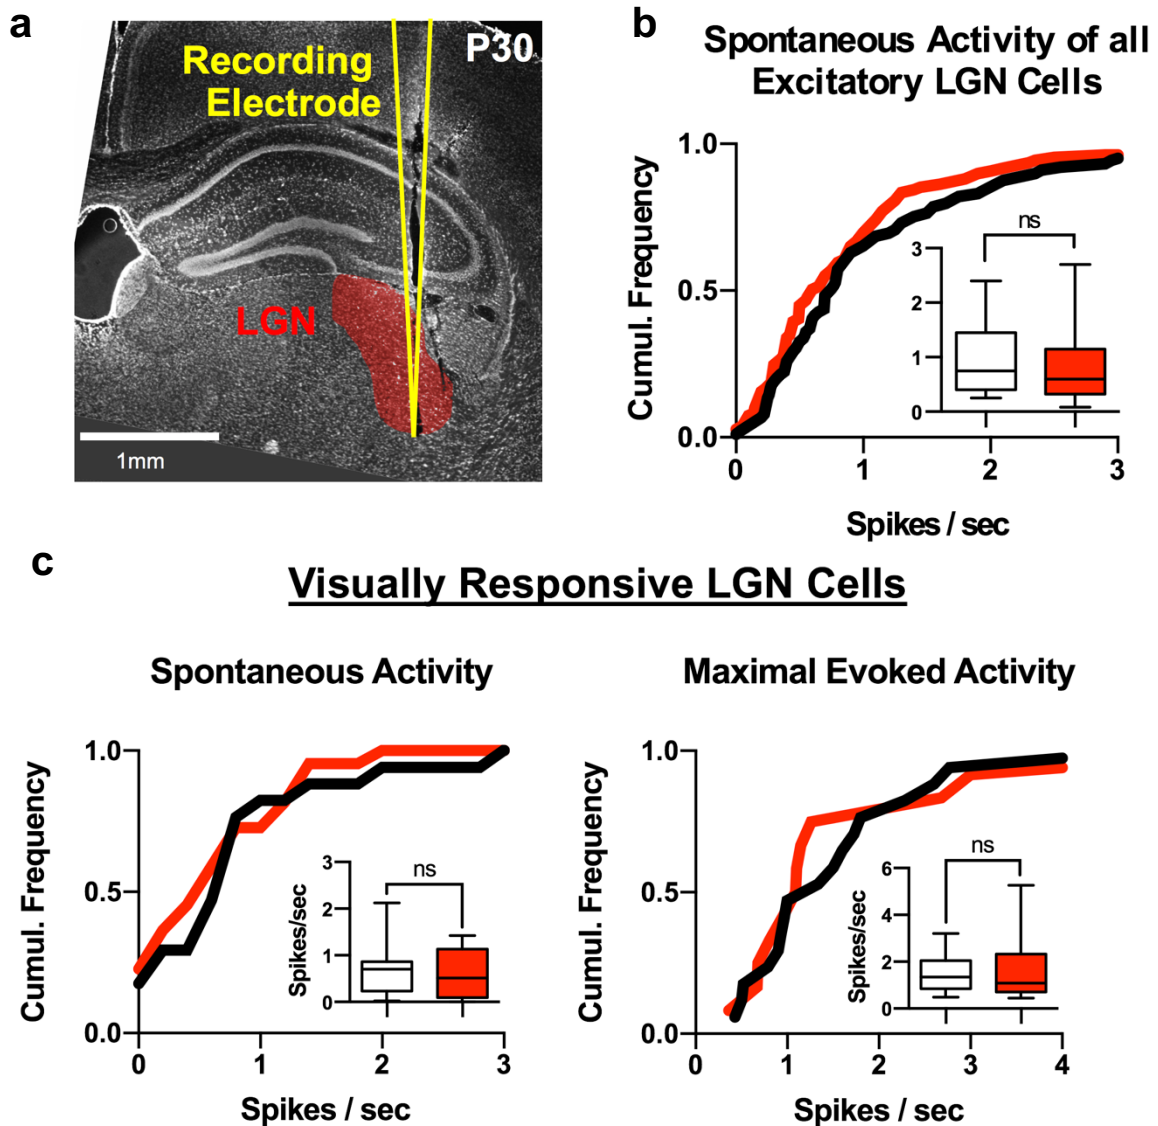 a
Recording
Electrode
P30
LGN
1mm
b
Spontaneous Activity of all
Excitatory LGN Cells
Cumul. Frequency
1.0
0.5
0.0
0
1
2
3
Spikes / sec
ns
3
2
1
0
c
Visually Responsive LGN Cells
Spontaneous Activity
Cumul. Frequency
1.0
0.5
0.0
0
1
2
3
Spikes / sec
ns
Spikes/sec
3
2
1
0
Maximal Evoked Activity
Cumul. Frequency
1.0
0.5
0.0
0
1
2
3
4
Spikes / sec
ns
Spikes/sec
6
4
2
0